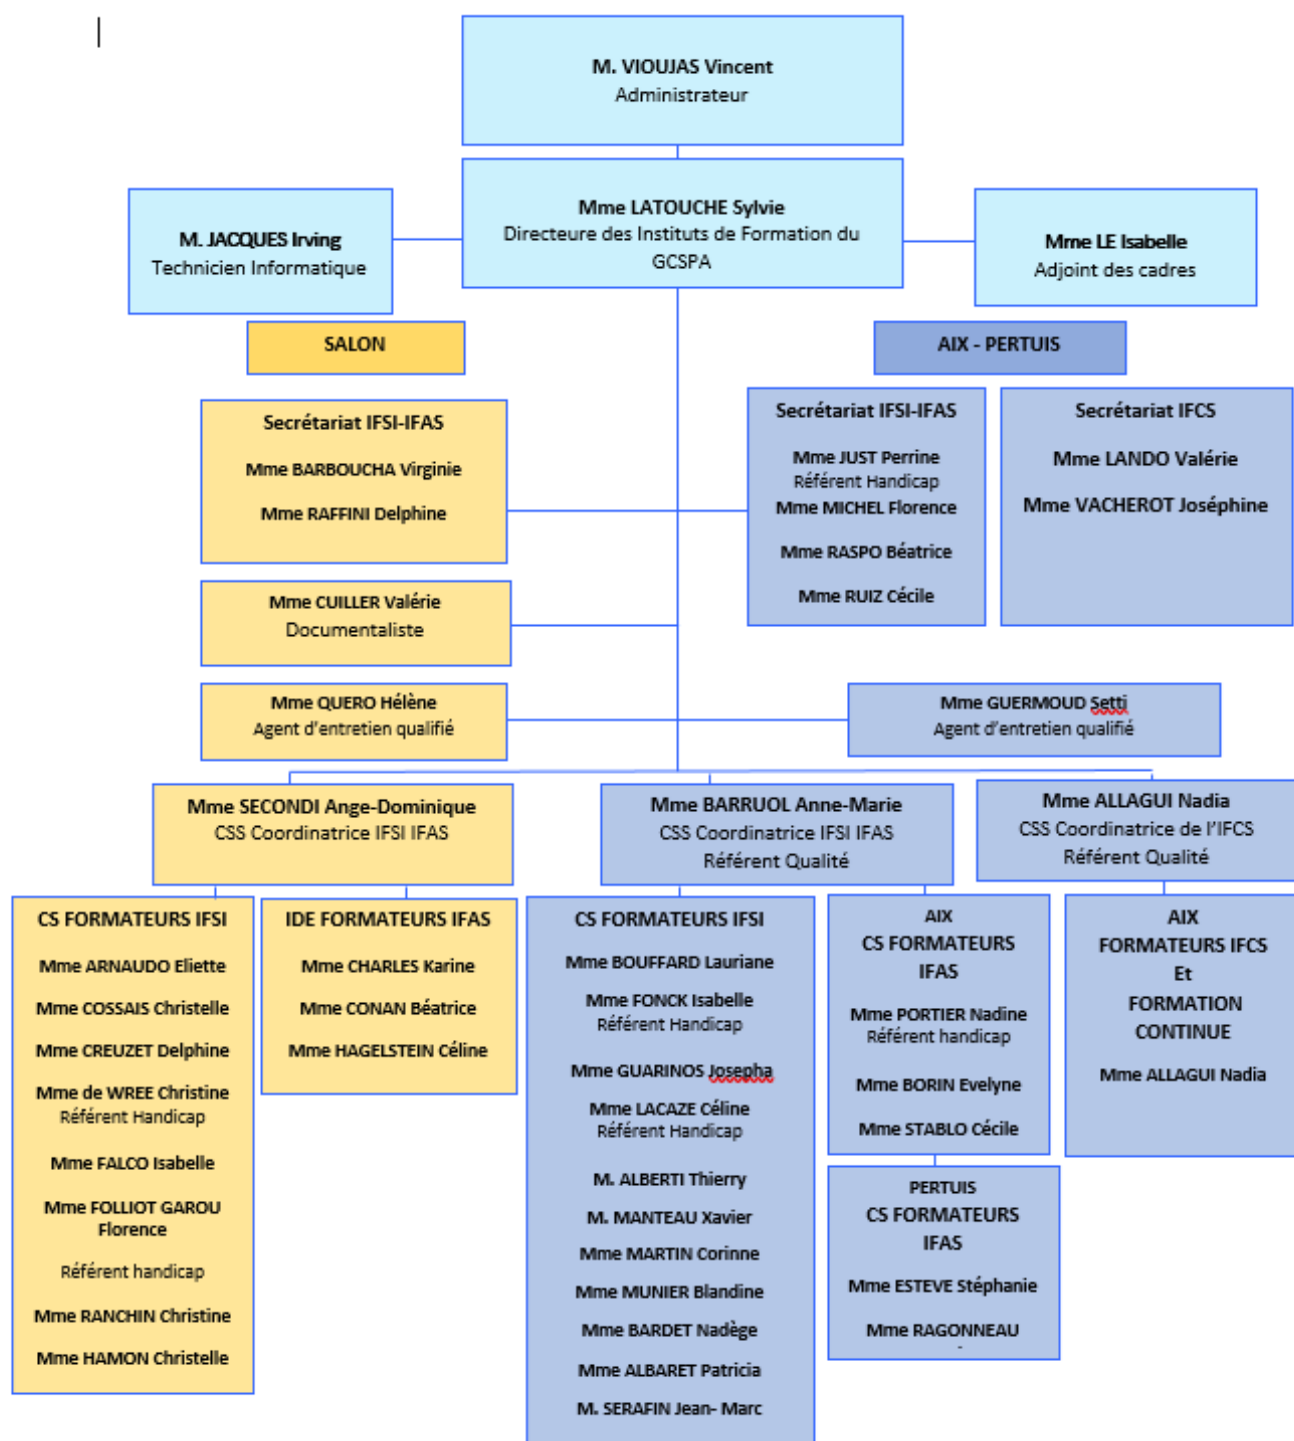 M. VIOUJAS Vincent
Administrateur
Mme LATOUCHE Sylvie
Directeure des Instituts de Formation du
GCSPA
M. JACQUES Irving
Technicien Informatique
Mme LE Isabelle
Adjoint des cadres
SALON
AIX - PERTUIS
Secrétariat IFSI-IFAS
Mme BARBOUCHA Virginie
Mme RAFFINI Delphine
Secrétariat IFSI-IFAS
Mme JUST Perrine
Référent Handicap
Mme MICHEL Florence
Mme RASPO Béatrice
Mme RUIZ Cécile
Secrétariat IFCS
Mme LANDO Valérie
Mme VACHEROT Joséphine
Mme CUILLER Valérie
Documentaliste
Mme QUERO Hélène
Agent d'entretien qualifié
Mme GUERMOUD Setti
Agent d'entretien qualifié
Mme SECONDI Ange-Dominique
CSS Coordinatrice IFSI IFAS
Mme BARRUOL Anne-Marie
CSS Coordinatrice IFSI IFAS
Référent Qualité
Mme ALLAGUI Nadia
CSS Coordinatrice de l'IFCS
Référent Qualité
CS FORMATEURS IFSI
Mme ARNAUDO Eliette
Mme COSSAIS Christelle
Mme CREUZET Delphine
Mme de WREE Christine
Référent Handicap
Mme FALCO Isabelle
Mme FOLLIOT GAROU
Florence
Référent handicap
Mme RANCHIN Christine
Mme HAMON Christelle
IDE FORMATEURS IFAS
Mme CHARLES Karine
Mme CONAN Béatrice
Mme HAGELSTEIN Céline
CS FORMATEURS IFSI
Mme BOUFFARD Lauriane
Mme FONCK Isabelle
Référent Handicap
Mme GUARINOS Josepha
Mme LACAZE Céline
Référent Handicap
M. ALBERTI Thierry
M. MANTEAU Xavier
Mme MARTIN Corinne
Mme MUNIER Blandine
Mme BARDET Nadège
Mme ALBARET Patricia
M. SERAFIN Jean- Marc
AIX
CS FORMATEURS
IFAS
Mme PORTIER Nadine
Référent handicap
Mme BORIN Evelyne
Mme STABLO Cécile
PERTUIS
CS FORMATEURS
IFAS
Mme ESTEVE Stéphanie
Mme RAGONNEAU
AIX
FORMATEURS IFCS
Et
FORMATION
CONTINUE
Mme ALLAGUI Nadia